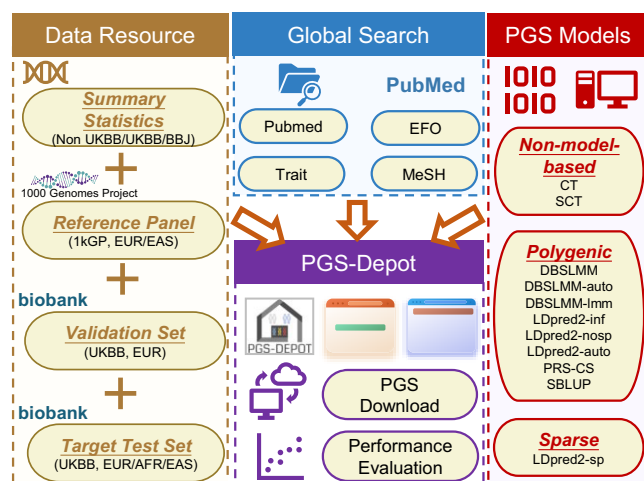 Data Resource
Summary
Statistics
(Non UKBB/UKBB/BBJ)
1000 Genomes Project
Reference Panel
(1kGP, EUR/EAS)
biobank
Validation Set
(UKBB, EUR)
biobank
Target Test Set
(UKBB, EUR/AFR/EAS)
Global Search
PubMed
Pubmed
EFO
Trait
MeSH
PGS-Depot
PGS-DEPOT
PGS
Download
Performance
Evaluation
PGS Models
IOIO
OIOI
Non-model-
based
CT
SCT
Polygenic
DBSLMM
DBSLMM-auto
DBSLMM-lmm
LDpred2-inf
LDpred2-nosp
LDpred2-auto
PRS-CS
SBLUP
Sparse
LDpred2-sp